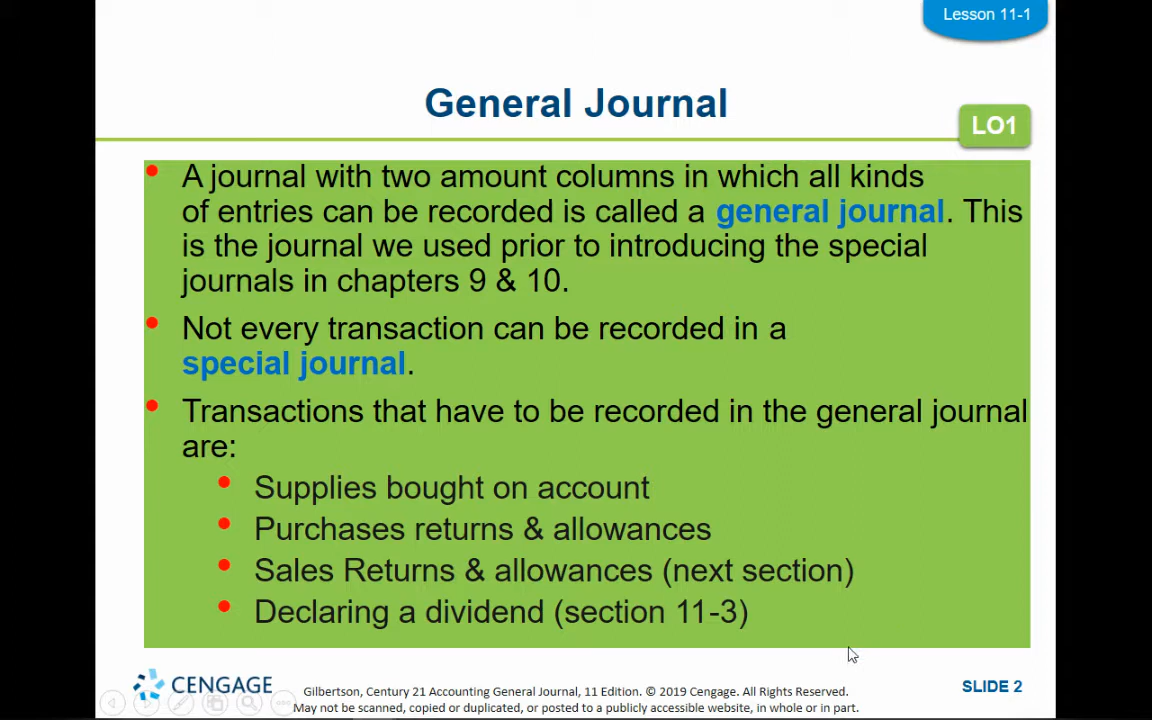 Lesson 11-1
General Journal
LO1
• A journal with two amount columns in which all kinds
of entries can be recorded is called a general journal. This
is the journal we used prior to introducing the special
journals in chapters 9 & 10.
• Not every transaction can be recorded in a
special journal.
• Transactions that have to be recorded in the general journal
are:
• Supplies bought on account
• Purchases returns & allowances
• Sales Returns & allowances (next section)
• Declaring a dividend (section 11-3)
CENGAGE
Gilbertson, Century 21 Accounting General Journal, 11 Edition. © 2019 Cengage. All Rights Reserved.
May not be scanned, copied or duplicated, or posted to a publicly accessible website, in whole or in part.
SLIDE 2